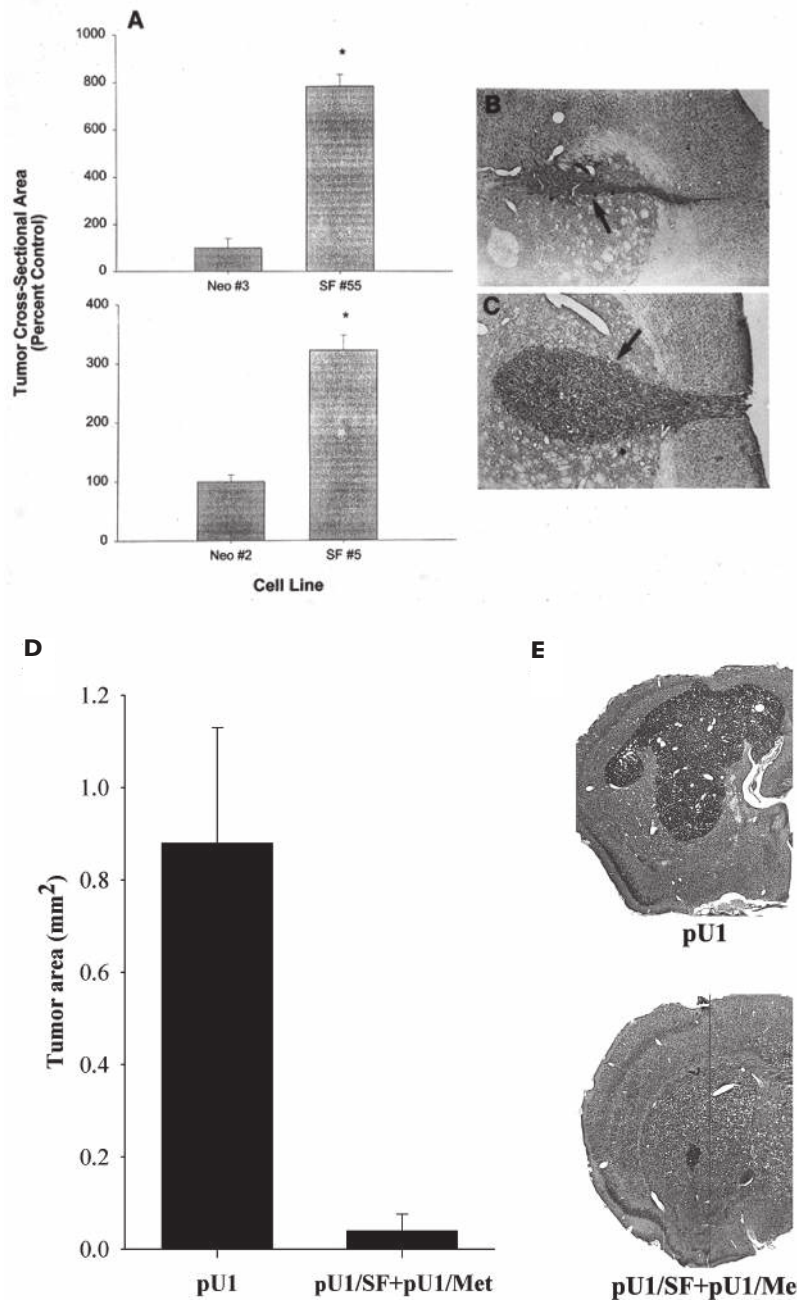 A
Tumor Cross-Sectional Area
(Percent Control)
1000
800
600
400
200
0
*
Neo #3
SF #55
400
300
200
100
0
*
Neo #2
SF #5
Cell Line
B
C
D
Tumor area (mm²)
1.2
1.0
0.8
0.6
0.4
0.2
0.0
pU1
pU1/SF+pU1/Met
E
pU1
pU1/SF+pU1/Me